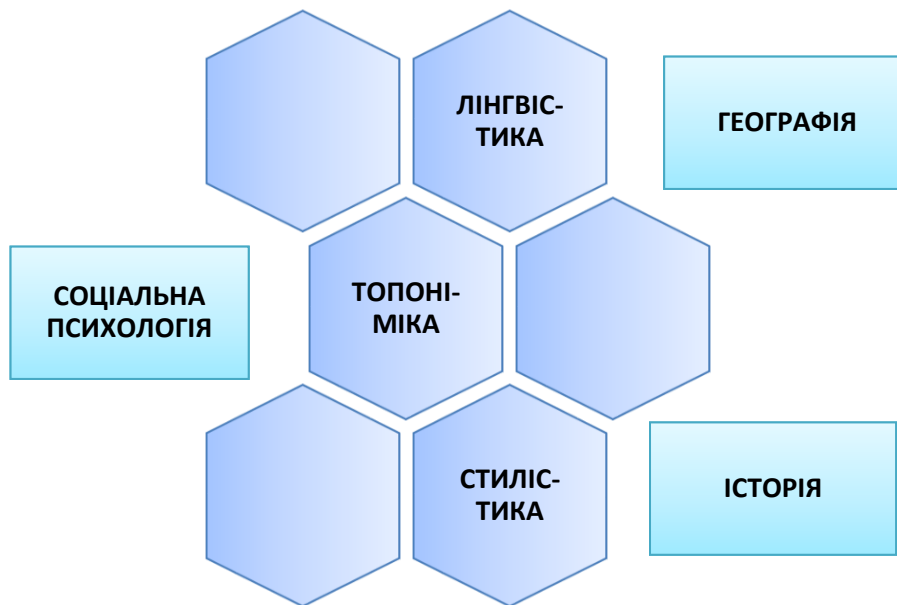 ЛІНГВІС-
ТИКА
ГЕОГРАФІЯ
СОЦІАЛЬНА
ПСИХОЛОГІЯ
ТОПОНІ-
МІКА
СТИЛІС-
ТИКА
ІСТОРІЯ